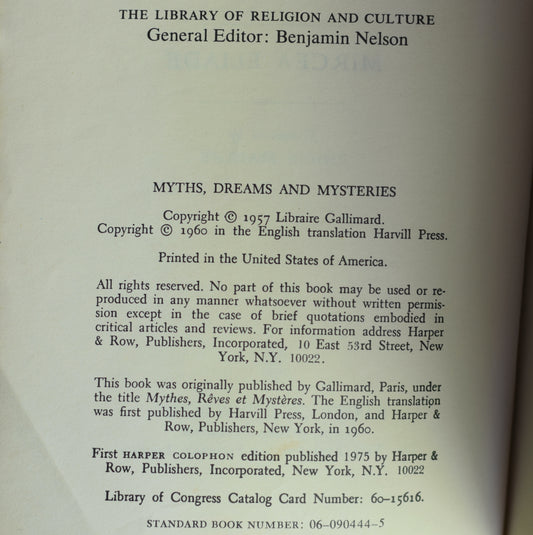 THE LIBRARY OF RELIGION AND CULTURE
General Editor: Benjamin Nelson
MYTHS, DREAMS AND MYSTERIES
Copyright © 1957 Libraire Gallimard.
Copyright © 1960 in the English translation Harvill Press.
Printed in the United States of America.
All rights reserved. No part of this book may be used or re-
produced in any manner whatsoever without written permis-
sion except in the case of brief quotations embodied in
critical articles and reviews. For information address Harper
& Row, Publishers, Incorporated, 10 East 53rd Street, New
York, N.Y. 10022.
This book was originally published by Gallimard, Paris, under
the title Mythes, Rêves et Mystères. The English translation
was first published by Harvill Press, London, and Harper &
Row, Publishers, New York, in 1960.
First HARPER COLOPHON edition published 1975 by Harper &
Row, Publishers, Incorporated, New York, N.Y. 10022
Library of Congress Catalog Card Number: 60-15616.
STANDARD BOOK NUMBER: 06-090444-5